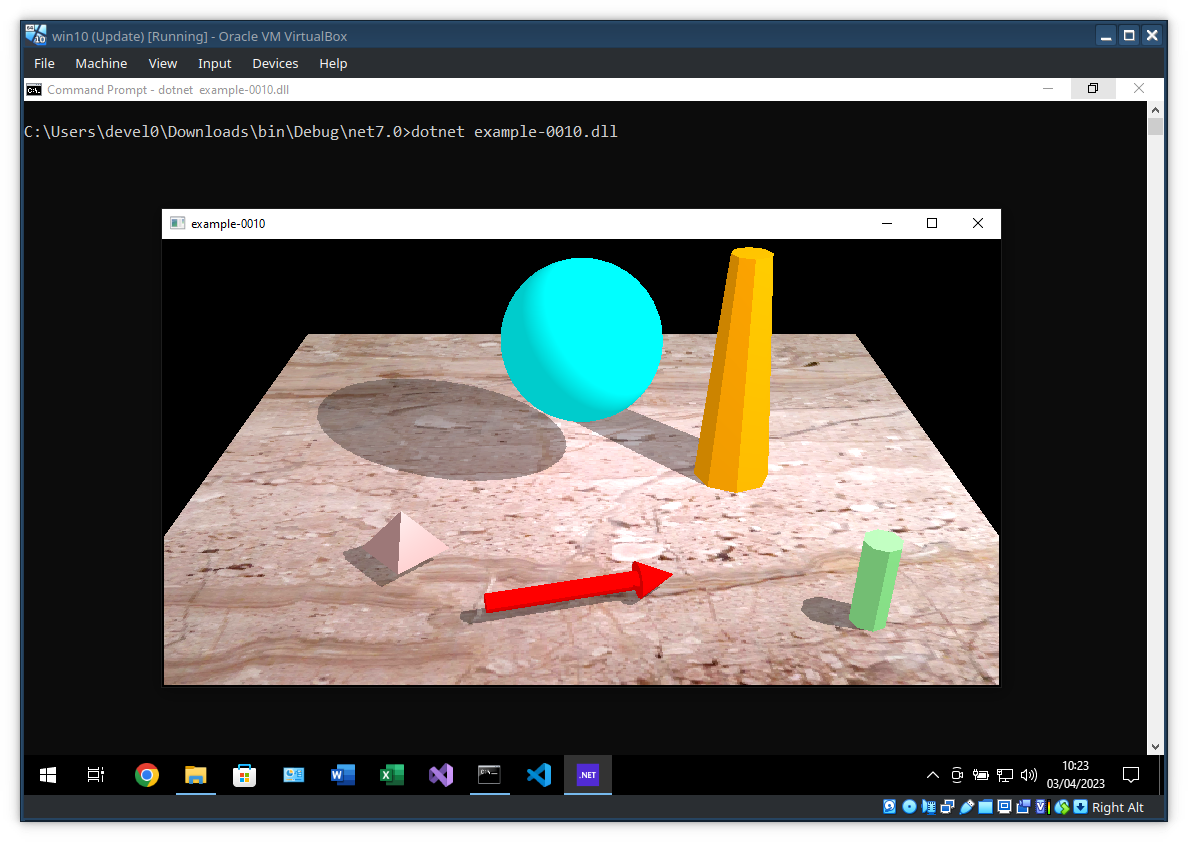 win10 (Update) [Running] - Oracle VM VirtualBox
File Machine View Input Devices Help
Command Prompt - dotnet example-0010.dll
C:\Users\devel0\Downloads\bin\Debug\net7.0>dotnet example-0010.dll
example-0010
.NET
10:23
03/04/2023
Right Alt